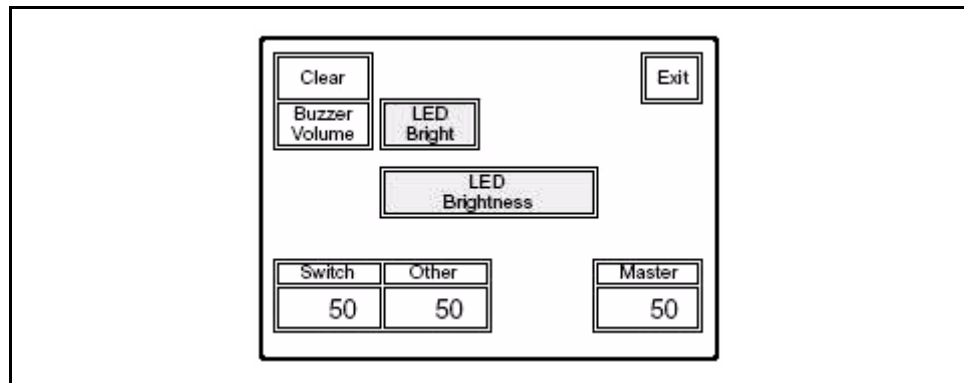 Clear
Exit
Buzzer
Volume
LED
Bright
LED
Brightness
Switch
Other
Master
50
50
50